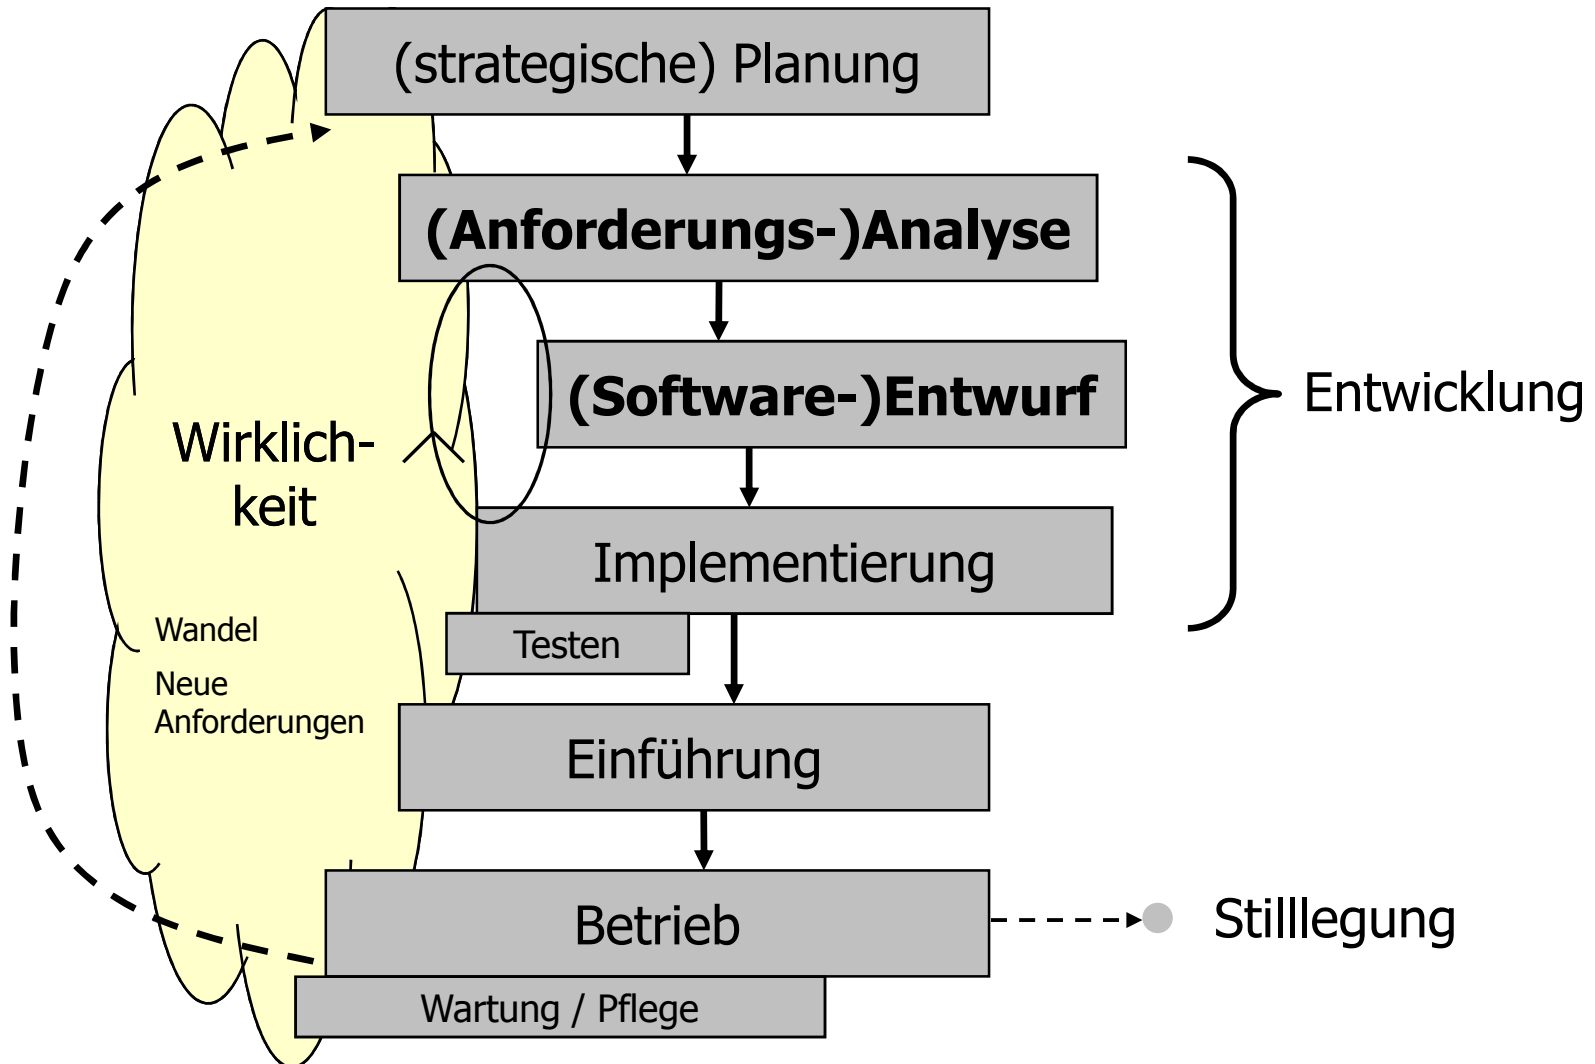 (strategische) Planung
(Anforderungs-)Analyse
(Software-)Entwurf
Entwicklung
Wirklich-
keit
Implementierung
Wandel
Testen
Neue
Anforderungen
Einführung
Betrieb
Stilllegung
Wartung / Pflege